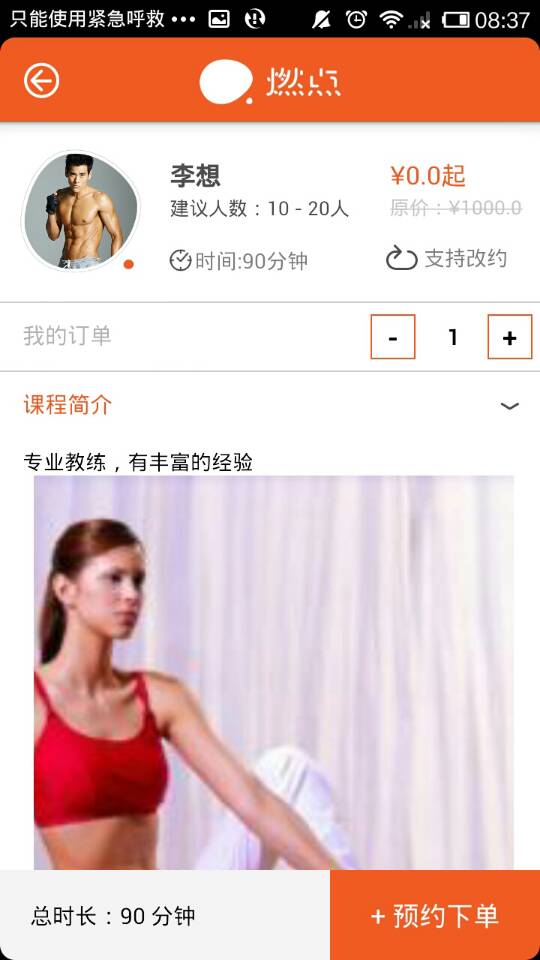 只能使用紧急呼救 ••• 08:37
燃点
李想 ¥0.0起
建议人数：10 - 20人 原价：¥1000.0
时间:90分钟 支持改约
我的订单 - 1 +
课程简介
专业教练，有丰富的经验
总时长：90 分钟 + 预约下单